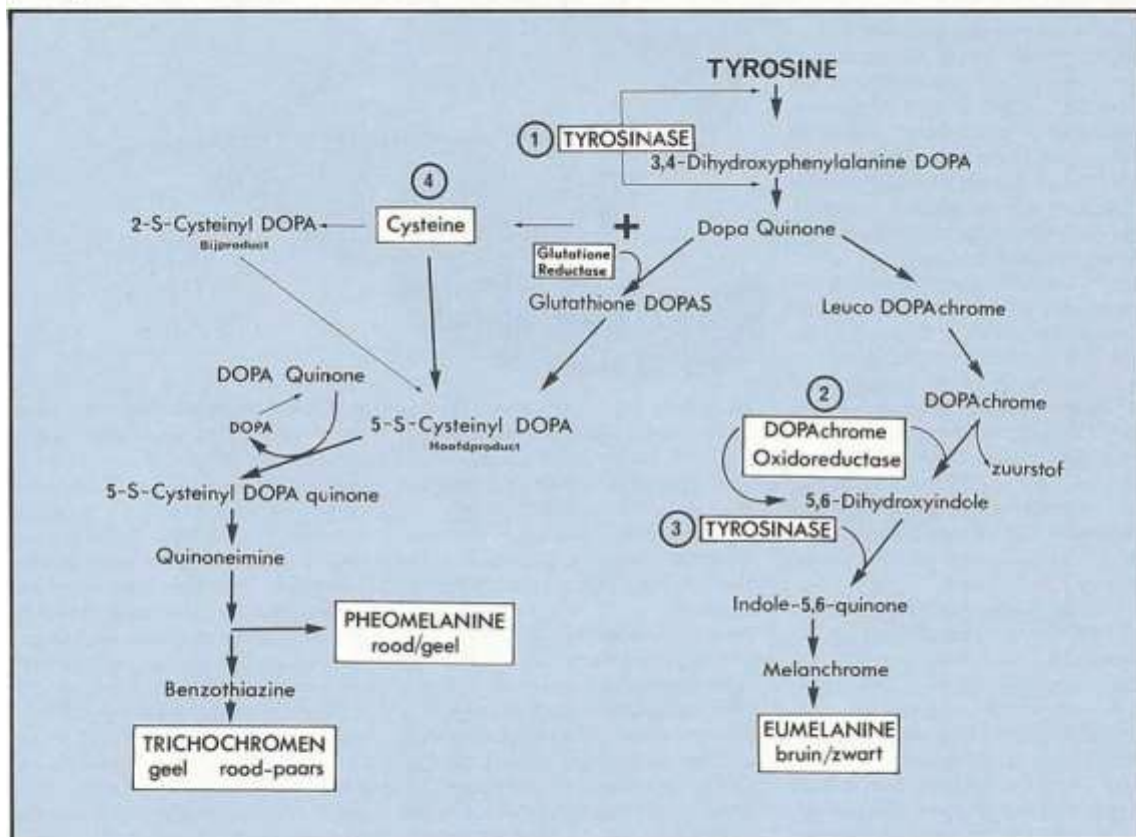 TYROSINE
1 TYROSINASE
3,4-Dihydroxyphenylalanine DOPA
4
2-S-Cysteinyl DOPA
Bijproduct
Cysteine
+
Dopa Quinone
Glutatione
Reductase
Glutathione DOPAS
Leuco DOPAchrome
DOPA Quinone
DOPA
5-S-Cysteinyl DOPA
Hoofdproduct
2
DOPAchrome
DOPAchrome
Oxidoreductase
zuurstof
5-S-Cysteinyl DOPA quinone
5,6-Dihydroxyindole
3 TYROSINASE
Quinoneimine
Indole-5,6-quinone
PHEOMELANINE
rood/geel
Melanchrome
Benzothiazine
TRICHOCHROMEN
geel rood-paars
EUMELANINE
bruin/zwart